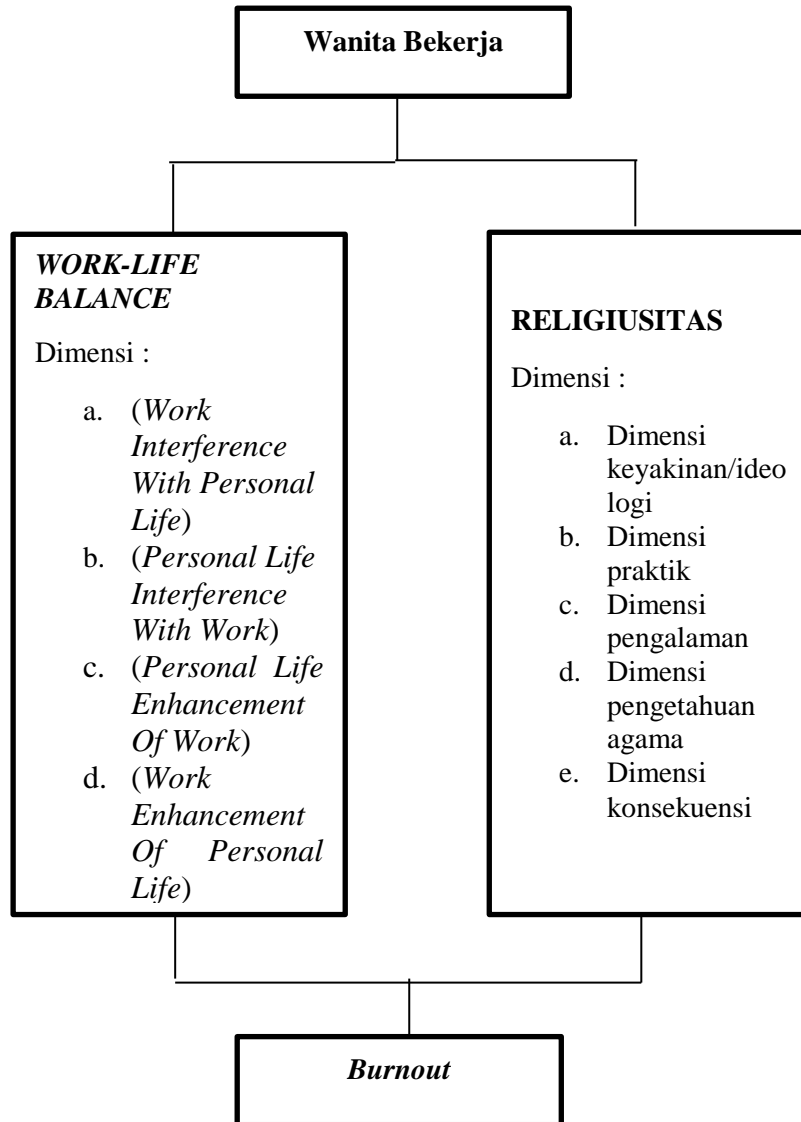 Wanita Bekerja
WORK-LIFE
BALANCE
Dimensi :
a. (Work
Interference
With Personal
Life)
b. (Personal Life
Interference
With Work)
c. (Personal Life
Enhancement
Of Work)
d. (Work
Enhancement
Of Personal
Life)
RELIGIUSITAS
Dimensi :
a. Dimensi
keyakinan/ideo
logi
b. Dimensi
praktik
c. Dimensi
pengalaman
d. Dimensi
pengetahuan
agama
e. Dimensi
konsekuensi
Burnout